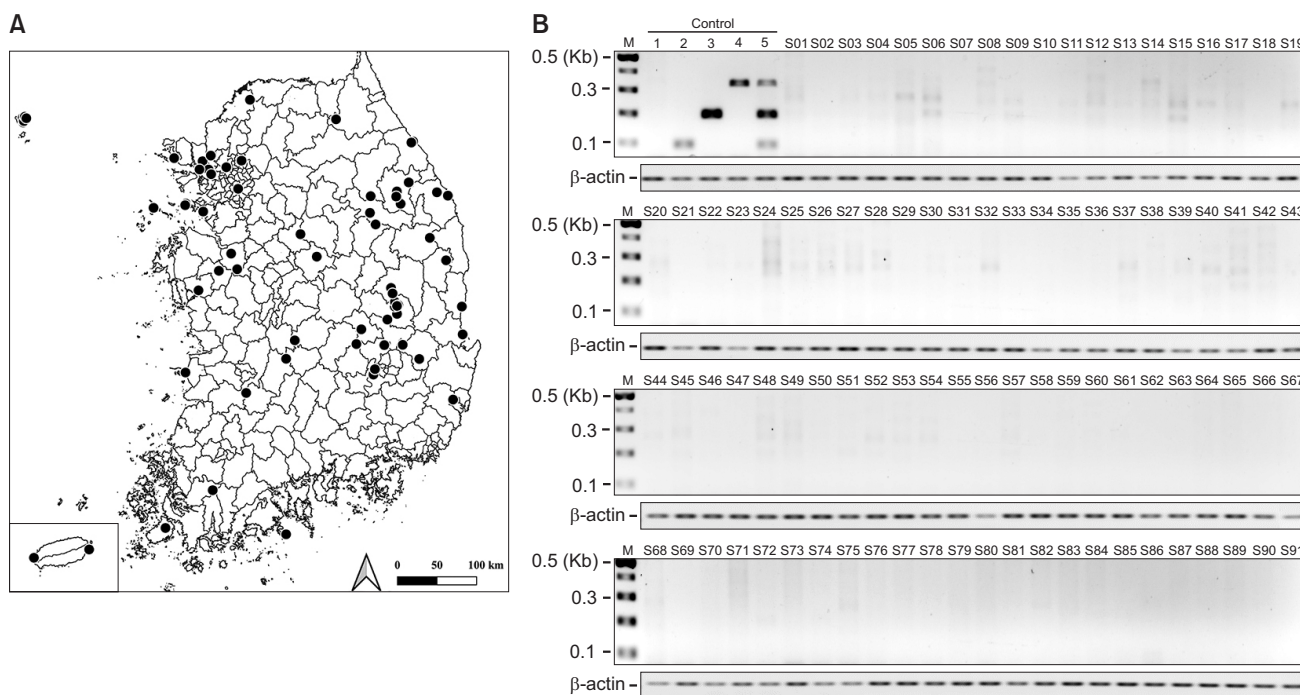 A
0 50 100 km
B
Control
M 1 2 3 4 5 S01 S02 S03 S04 S05 S06 S07 S08 S09 S10 S11 S12 S13 S14 S15 S16 S17 S18 S19
0.5 (Kb)
0.3
0.1
β-actin
M S20 S21 S22 S23 S24 S25 S26 S27 S28 S29 S30 S31 S32 S33 S34 S35 S36 S37 S38 S39 S40 S41 S42 S43
0.5 (Kb)
0.3
0.1
β-actin
M S44 S45 S46 S47 S48 S49 S50 S51 S52 S53 S54 S55 S56 S57 S58 S59 S60 S61 S62 S63 S64 S65 S66 S67
0.5 (Kb)
0.3
0.1
β-actin
M S68 S69 S70 S71 S72 S73 S74 S75 S76 S77 S78 S79 S80 S81 S82 S83 S84 S85 S86 S87 S88 S89 S90 S91
0.5 (Kb)
0.3
0.1
β-actin